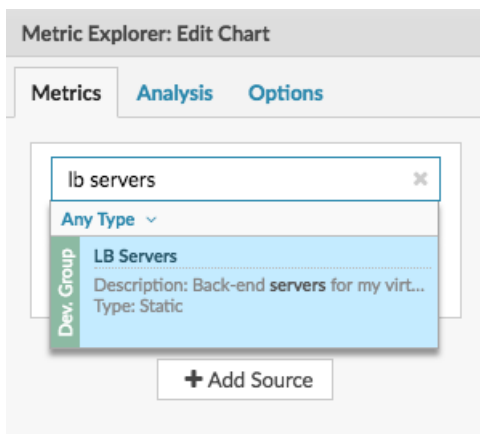 Metric Explorer: Edit Chart
Metrics Analysis Options
lb servers ×
Any Type
Dev. Group
LB Servers
Description: Back-end servers for my virt...
Type: Static
+ Add Source